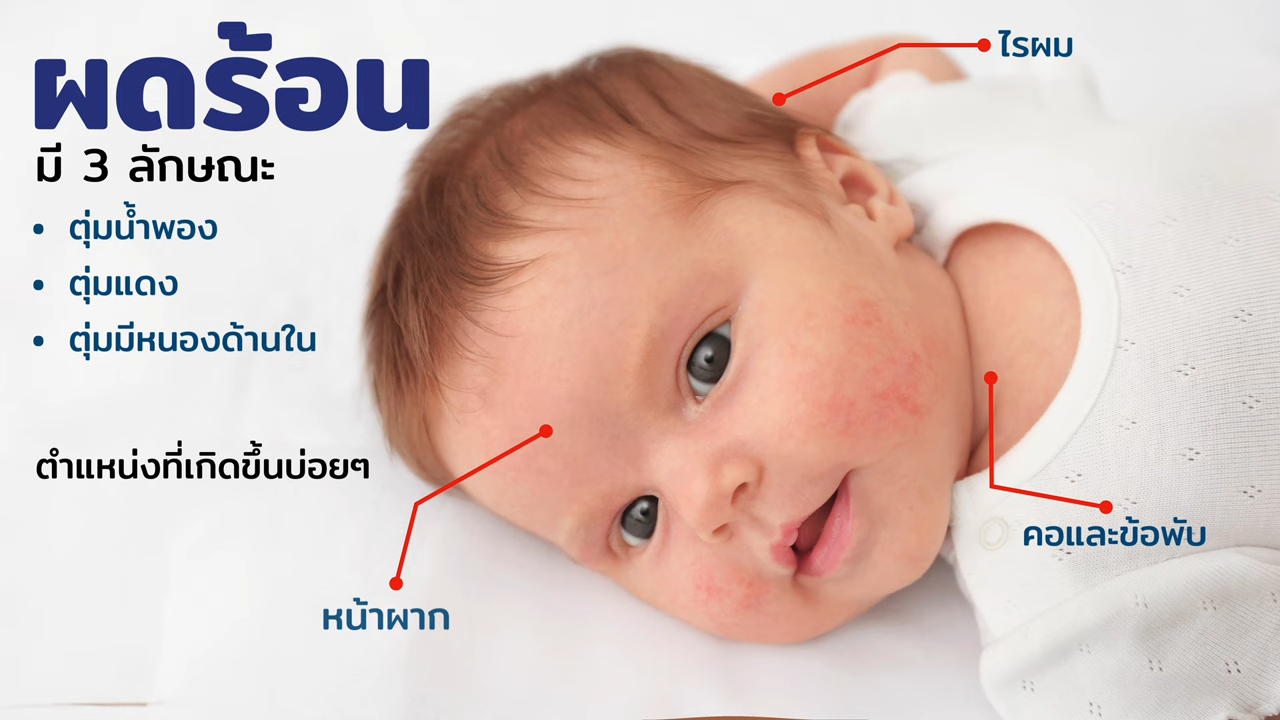 ผดร้อน
มี 3 ลักษณะ
• ตุ่มน้ำพอง
• ตุ่มแดง
• ตุ่มมีหนองด้านใน
ตำแหน่งที่เกิดขึ้นบ่อยๆ
ไรผม
คอและข้อพับ
หน้าผาก